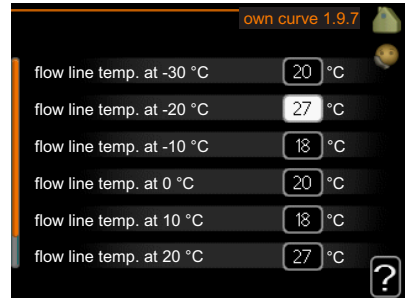 own curve 1.9.7
flow line temp. at -30 °C 20 °C
flow line temp. at -20 °C 27 °C
flow line temp. at -10 °C 18 °C
flow line temp. at 0 °C 20 °C
flow line temp. at 10 °C 18 °C
flow line temp. at 20 °C 27 °C
?